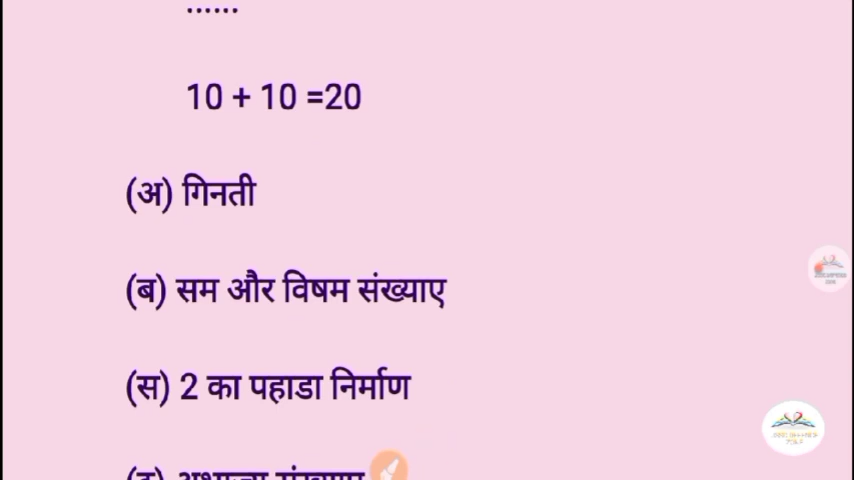 ......
10 + 10 =20
(अ) गिनती
(ब) सम और विषम संख्याए
(स) 2 का पहाडा निर्माण